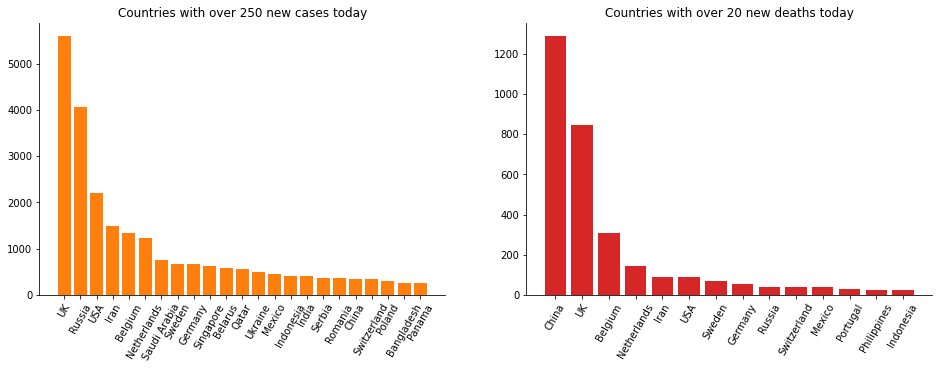 Countries with over 250 new cases today
5000
4000
3000
2000
1000
0
UK
Russia
USA
Iran
Belgium
Netherlands
Saudi Arabia
Sweden
Germany
Singapore
Belarus
Qatar
Ukraine
Mexico
Indonesia
India
Serbia
Romania
China
Switzerland
Poland
Bangladesh
Panama
Countries with over 20 new deaths today
1200
1000
800
600
400
200
0
China
UK
Belgium
Netherlands
Iran
USA
Sweden
Germany
Russia
Switzerland
Mexico
Portugal
Philippines
Indonesia